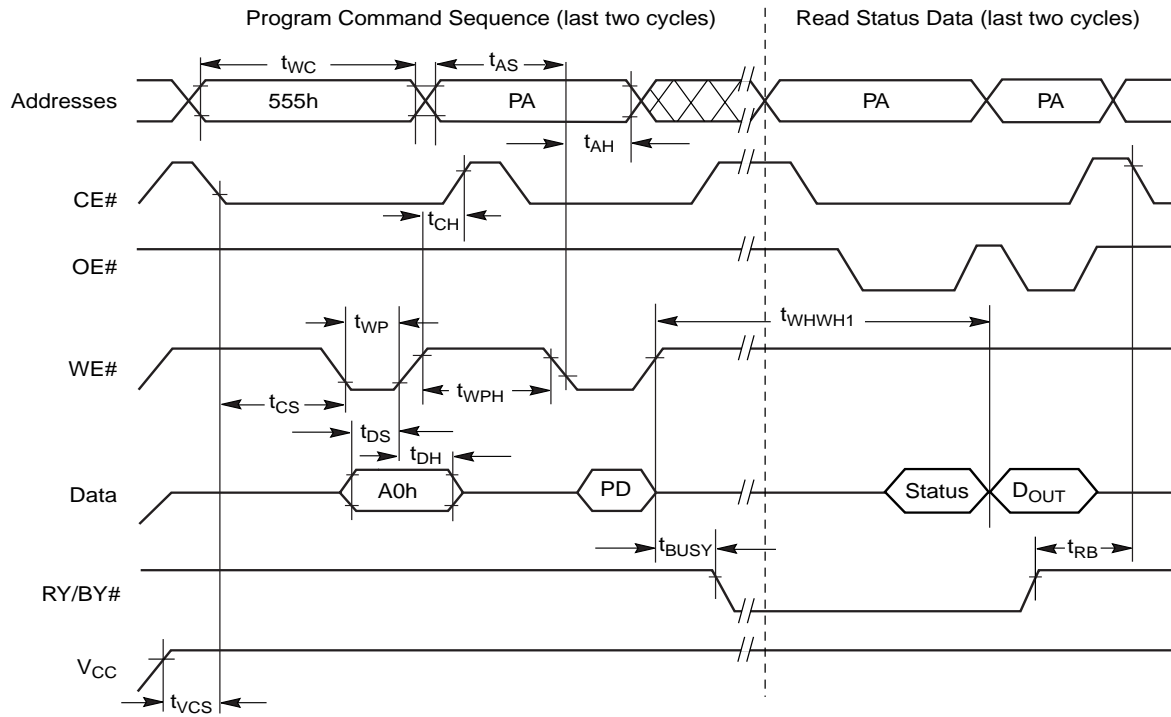 Program Command Sequence (last two cycles)
Read Status Data (last two cycles)
tWC
tAS
Addresses
555h
PA
PA
PA
tAH
CE#
tCH
OE#
tWP
tWHWH1
WE#
tCS
tWPH
tDS
tDH
Data
A0h
PD
Status
DOUT
tBUSY
tRB
RY/BY#
VCC
tVCS